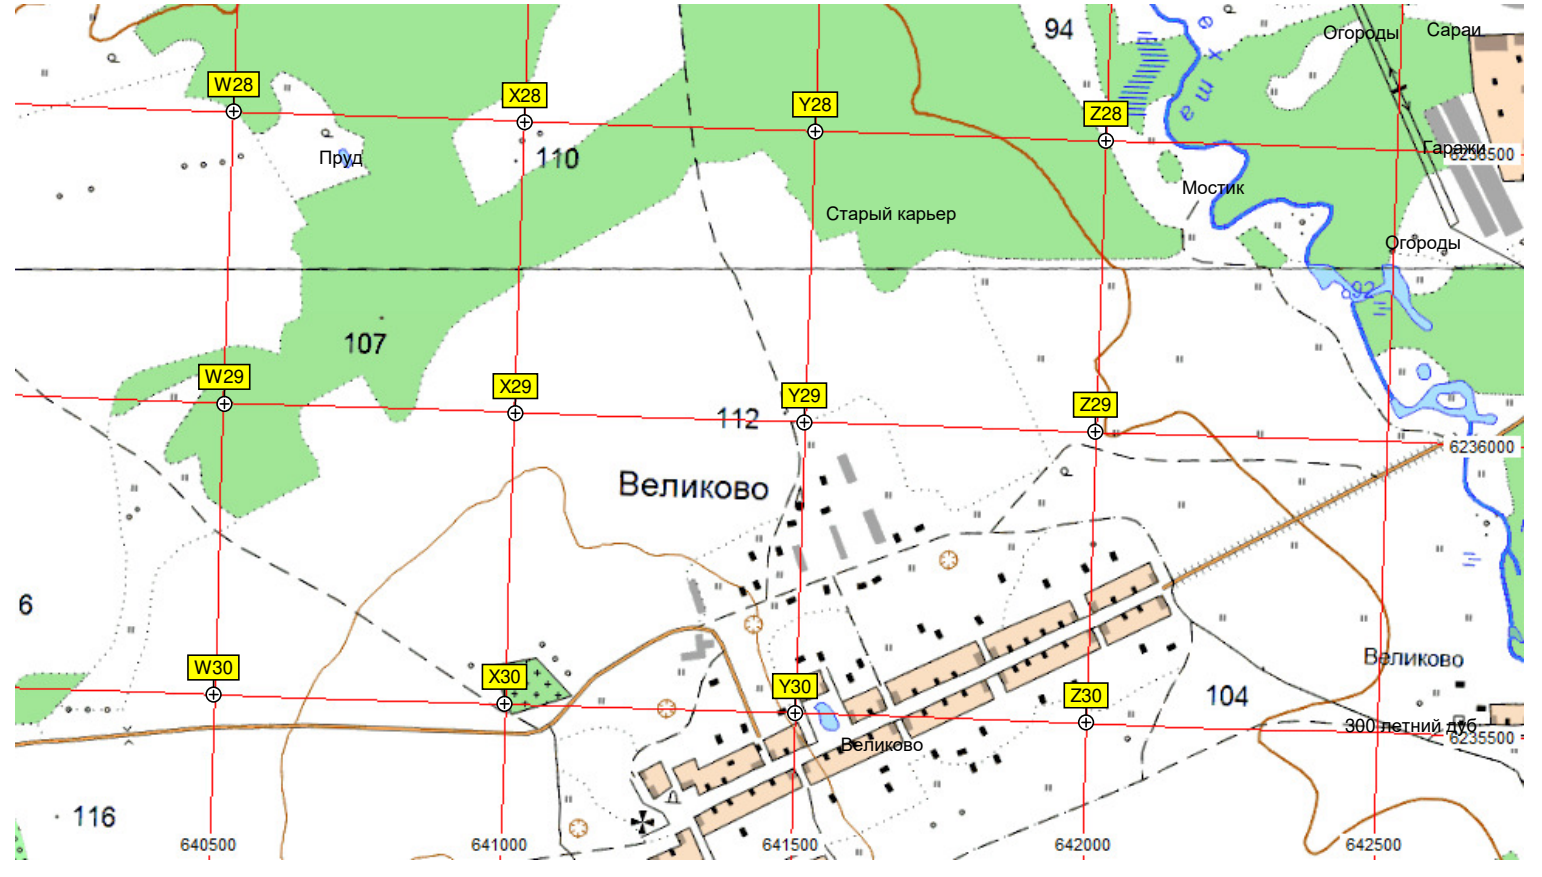 94
е
х
ш
е
Огороды
Сараи
W28
X28
Y28
Z28
Пруд
110
Гаражи
6236500
Мостик
Старый карьер
Огороды
92
107
W29
X29
Y29
Z29
112
6236000
Великово
6
W30
X30
Y30
Z30
Великово
104
300 летний дуб
6235500
Великово
116
640500
641000
641500
642000
642500